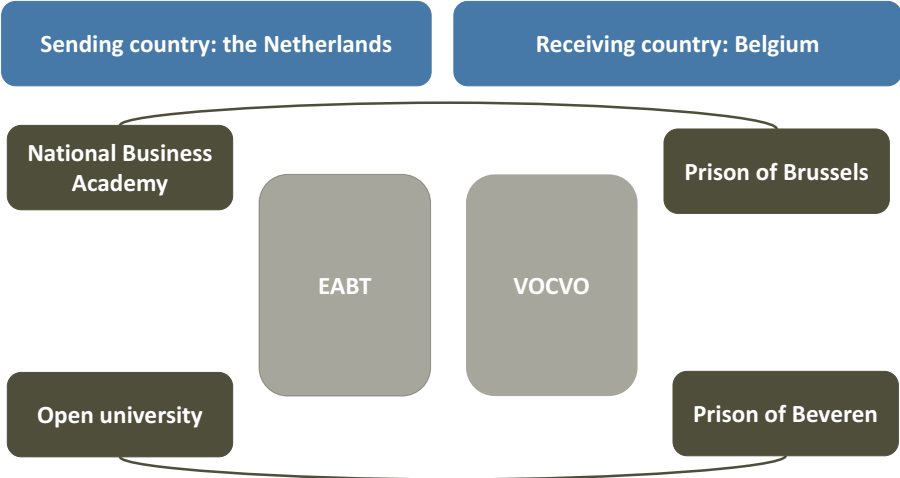 Sending country: the Netherlands
Receiving country: Belgium
National Business
Academy
Prison of Brussels
EABT
VOCVO
Open university
Prison of Beveren